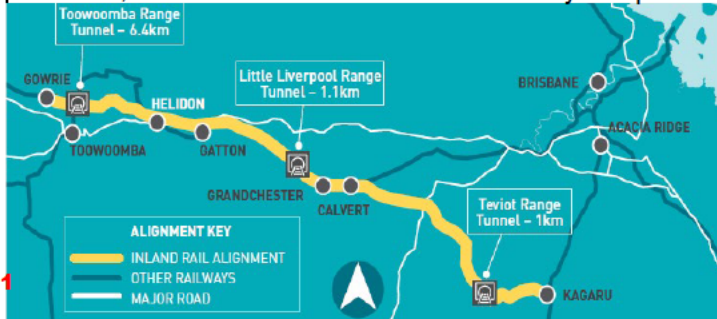 Toowoomba Range
Tunnel – 6.4km
GOWRIE
Little Liverpool Range
Tunnel – 1.1km
BRISBANE
HELIDON
TOOWOOMBA
GATTON
ACACIA RIDGE
GRANDCHESTER
CALVERT
Teviot Range
Tunnel – 1km
ALIGNMENT KEY
INLAND RAIL ALIGNMENT
OTHER RAILWAYS
MAJOR ROAD
1
KAGARU